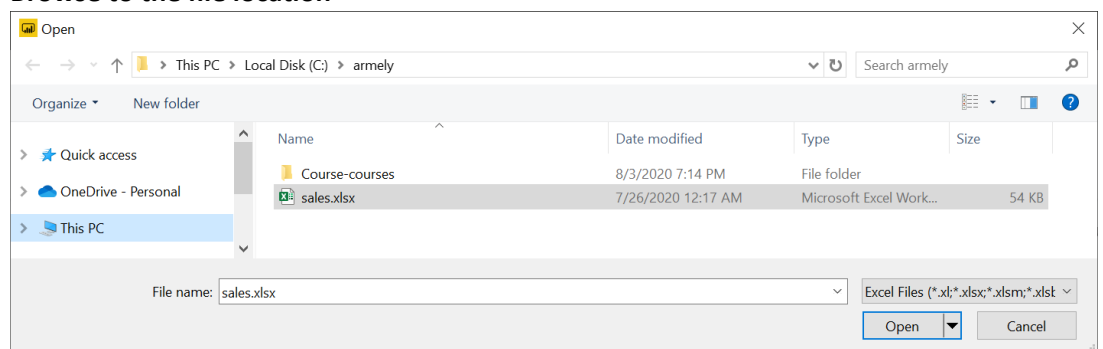 Browse to the file location
Open
This PC > Local Disk (C:) > armely
Search armely
Organize
New folder
Name Date modified Type Size
Quick access
Course-courses 8/3/2020 7:14 PM File folder
OneDrive - Personal
sales.xlsx 7/26/2020 12:17 AM Microsoft Excel Work... 54 KB
This PC
File name: sales.xlsx
Excel Files (*.xl;*.xlsx;*.xlsm;*.xlsb
Open
Cancel